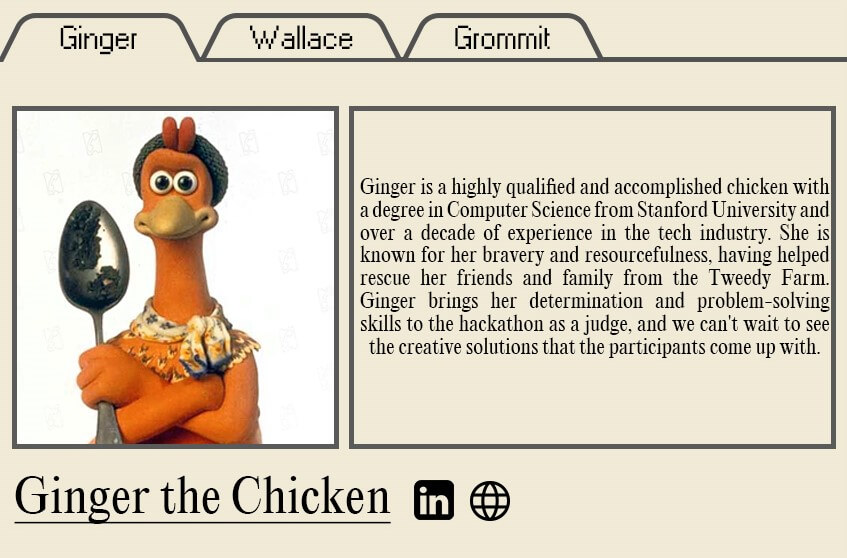 Ginger
Wallace
Grommit
Ginger is a highly qualified and accomplished chicken with
a degree in Computer Science from Stanford University and
over a decade of experience in the tech industry. She is
known for her bravery and resourcefulness, having helped
rescue her friends and family from the Tweedy Farm.
Ginger brings her determination and problem-solving
skills to the hackathon as a judge, and we can't wait to see
the creative solutions that the participants come up with.
Ginger the Chicken
in